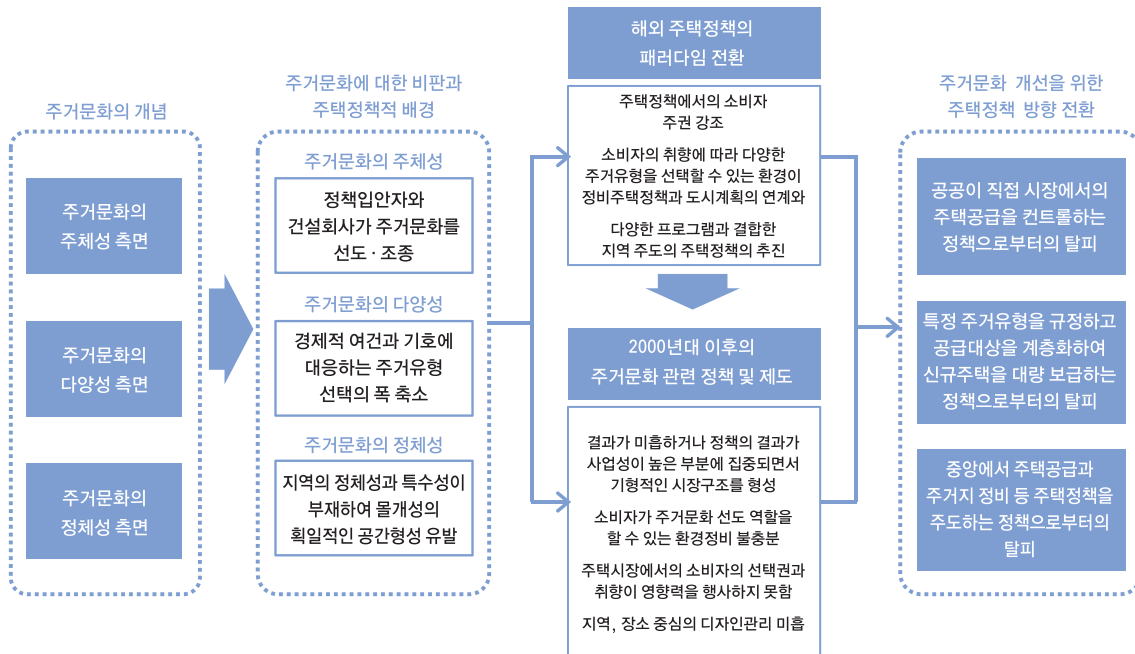 주거문화의 개념
주거문화의
주체성 측면
주거문화의
다양성 측면
주거문화의
정체성 측면
주거문화에 대한 비판과
주택정책적 배경
주거문화의 주체성
정책입안자와
건설회사가 주거문화를
선도 · 조종
주거문화의 다양성
경제적 여건과 기호에
대응하는 주거유형
선택의 폭 축소
주거문화의 정체성
지역의 정체성과 특수성이
부재하여 몰개성의
획일적인 공간형성 유발
해외 주택정책의
패러다임 전환
주택정책에서의 소비자
주권 강조
소비자의 취향에 따라 다양한
주거유형을 선택할 수 있는 환경이
정비주택정책과 도시계획의 연계와
다양한 프로그램과 결합한
지역 주도의 주택정책의 추진
2000년대 이후의
주거문화 관련 정책 및 제도
결과가 미흡하거나 정책의 결과가
사업성이 높은 부분에 집중되면서
기형적인 시장구조를 형성
소비자가 주거문화 선도 역할을
할 수 있는 환경정비 불충분
주택시장에서의 소비자의 선택권과
취향이 영향력을 행사하지 못함
지역, 장소 중심의 디자인관리 미흡
주거문화 개선을 위한
주택정책 방향 전환
공공이 직접 시장에서의
주택공급을 컨트롤하는
정책으로부터의 탈피
특정 주거유형을 규정하고
공급대상을 계층화하여
신규주택을 대량 보급하는
정책으로부터의 탈피
중앙에서 주택공급과
주거지 정비 등 주택정책을
주도하는 정책으로부터의
탈피